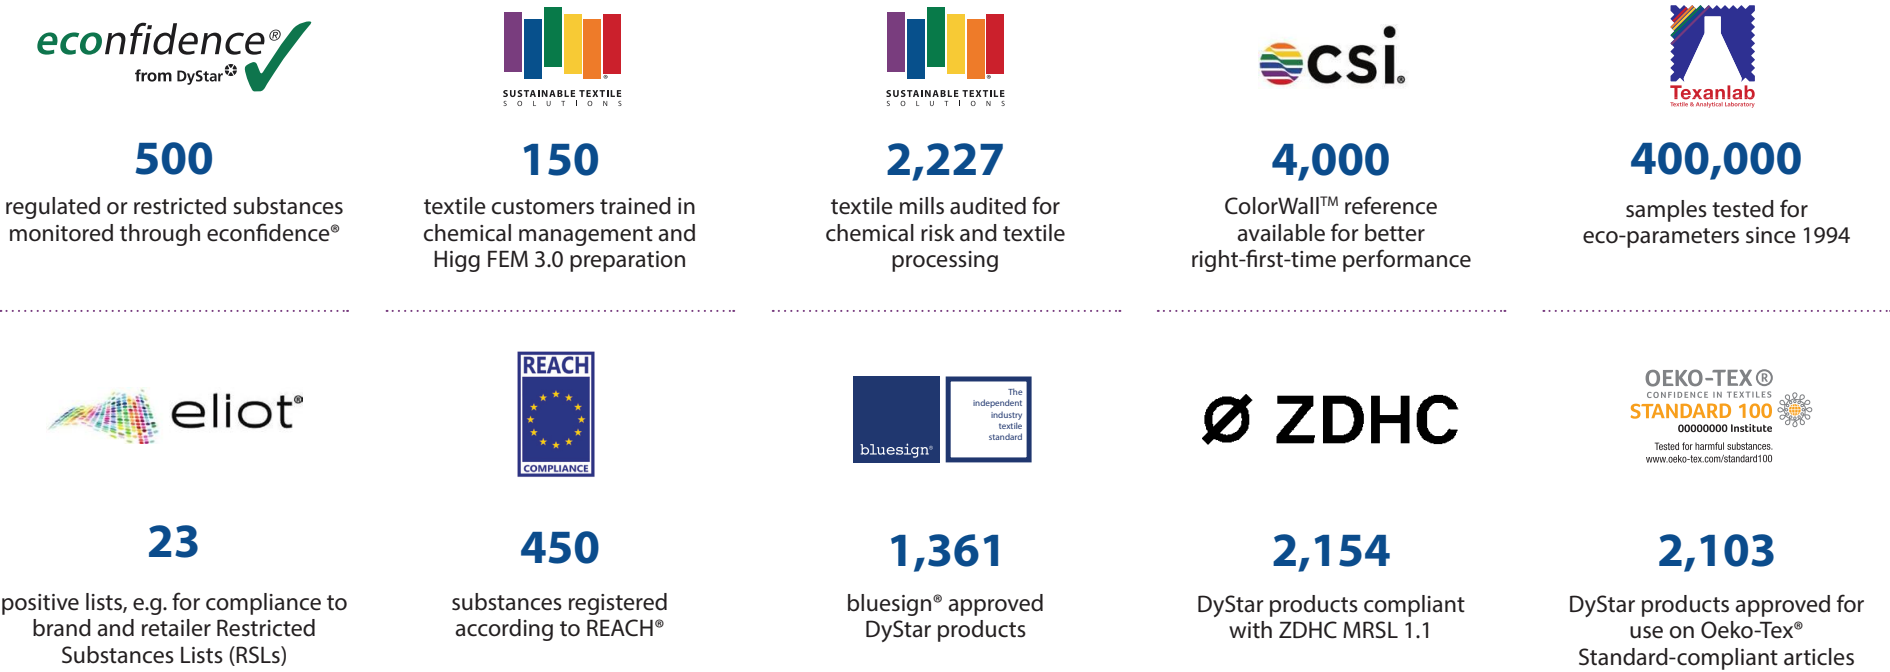 econfidence®
from DyStar
500
regulated or restricted substances
monitored through econfidence®
SUSTAINABLE TEXTILE
SOLUTIONS
150
textile customers trained in
chemical management and
Higg FEM 3.0 preparation
SUSTAINABLE TEXTILE
SOLUTIONS
2,227
textile mills audited for
chemical risk and textile
processing
csi®
4,000
ColorWall™ reference
available for better
right-first-time performance
Texanlab
Textile & Analytical Laboratory
400,000
samples tested for
eco-parameters since 1994
eliot®
23
positive lists, e.g. for compliance to
brand and retailer Restricted
Substances Lists (RSLs)
REACH
COMPLIANCE
450
substances registered
according to REACH®
bluesign®
The
independent
industry
textile
standard
1,361
bluesign® approved
DyStar products
ZDHC
2,154
DyStar products compliant
with ZDHC MRSL 1.1
OEKO-TEX®
CONFIDENCE IN TEXTILES
STANDARD 100
00000000 Institute
Tested for harmful substances.
www.oeko-tex.com/standard100
2,103
DyStar products approved for
use on Oeko-Tex®
Standard-compliant articles